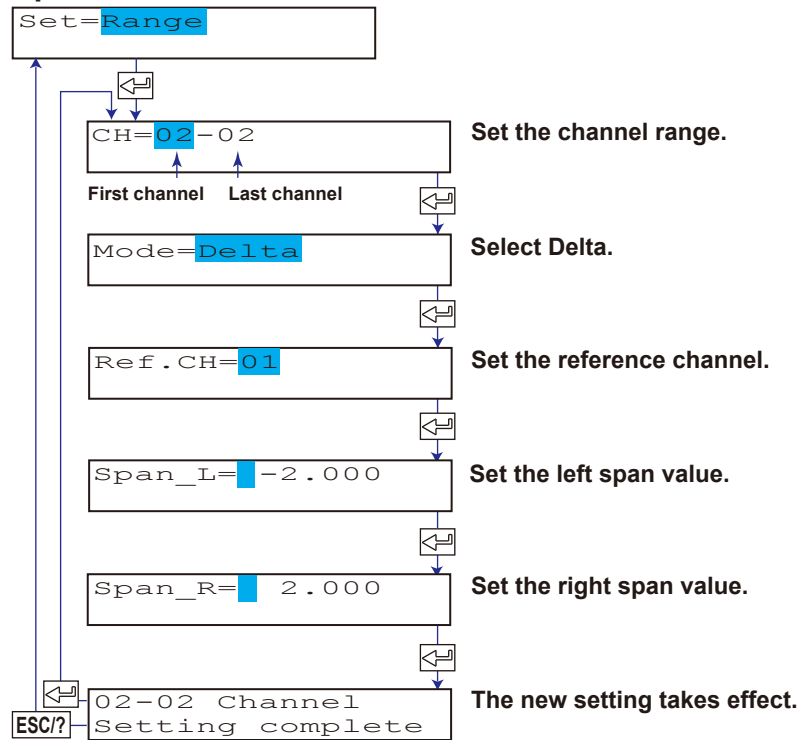 Set=Range
CH=02-02
Set the channel range.
First channel Last channel
Mode=Delta
Select Delta.
Ref.CH=01
Set the reference channel.
Span_L= -2.000
Set the left span value.
Span_R= 2.000
Set the right span value.
02-02 Channel
Setting complete
The new setting takes effect.
ESC/?